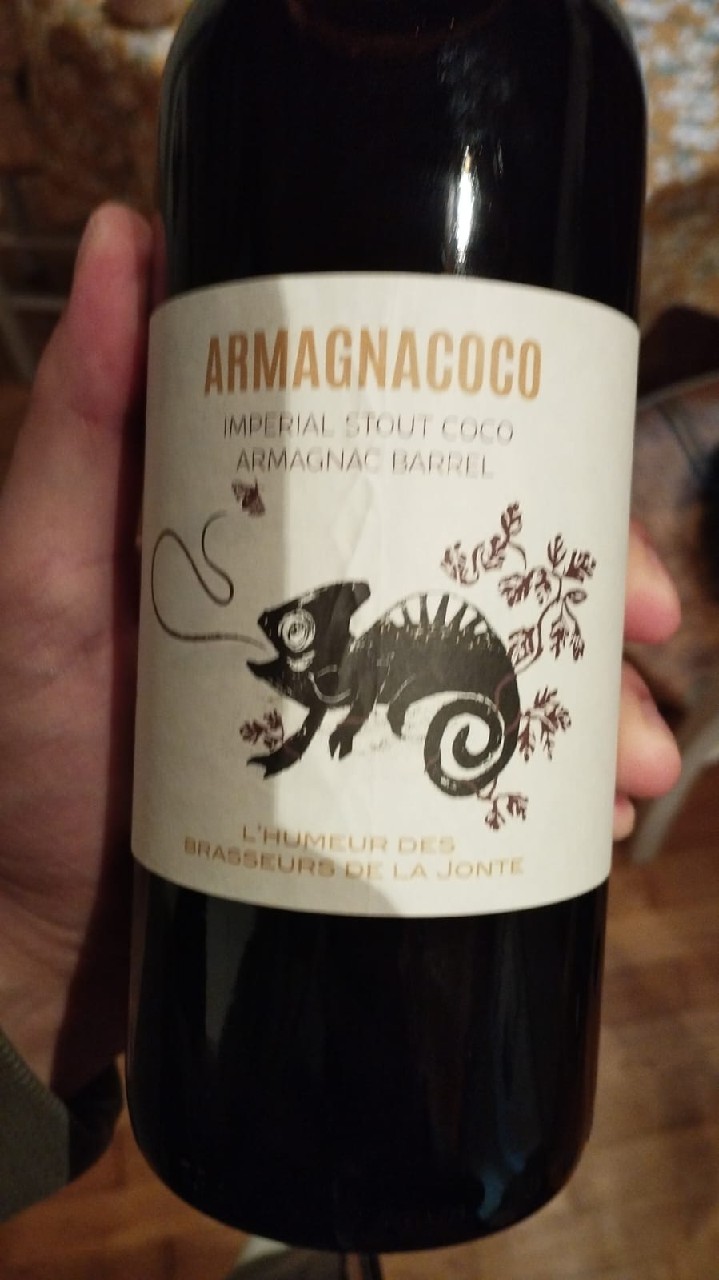 ARMAGNACOCO
IMPERIAL STOUT COCO
ARMAGNAC BARREL
L'HUMEUR DES
BRASSEURS DE LA JONTE